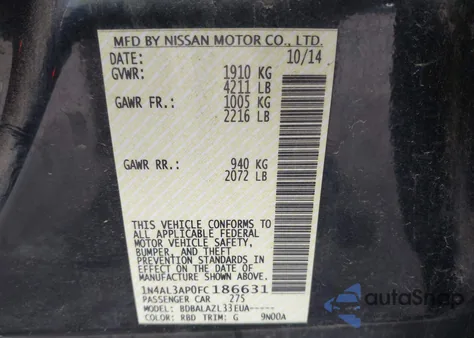 MFD BY NISSAN MOTOR CO., LTD.
DATE: 10/14
GVWR: 1910 KG
4211 LB
GAWR FR.: 1005 KG
2216 LB
GAWR RR.: 940 KG
2072 LB
THIS VEHICLE CONFORMS TO
ALL APPLICABLE FEDERAL
MOTOR VEHICLE SAFETY,
BUMPER, AND THEFT
PREVENTION STANDARDS IN
EFFECT ON THE DATE OF
MANUFACTURE SHOWN ABOVE.
1N4AL3AP0FC186631
PASSENGER CAR 275
MODEL: BDBALAZL33EUA-----
COLOR: RBD TRIM: G 9N00A
autoSnap